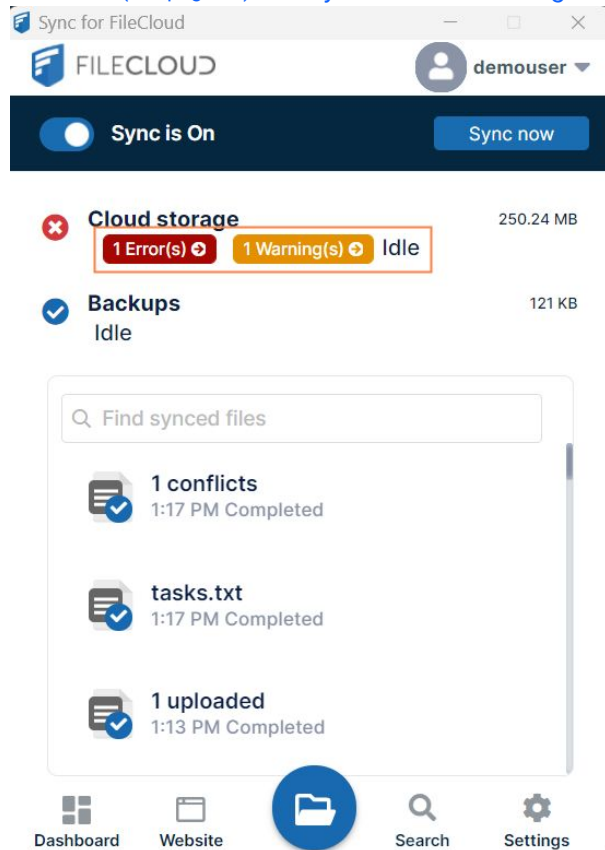 Sync for FileCloud
FILECLOUD
demouser
Sync is On
Sync now
Cloud storage
250.24 MB
1 Error(s)
1 Warning(s)
Idle
Backups
121 KB
Idle
Find synced files
1 conflicts
1:17 PM Completed
tasks.txt
1:17 PM Completed
1 uploaded
1:13 PM Completed
Dashboard
Website
Search
Settings